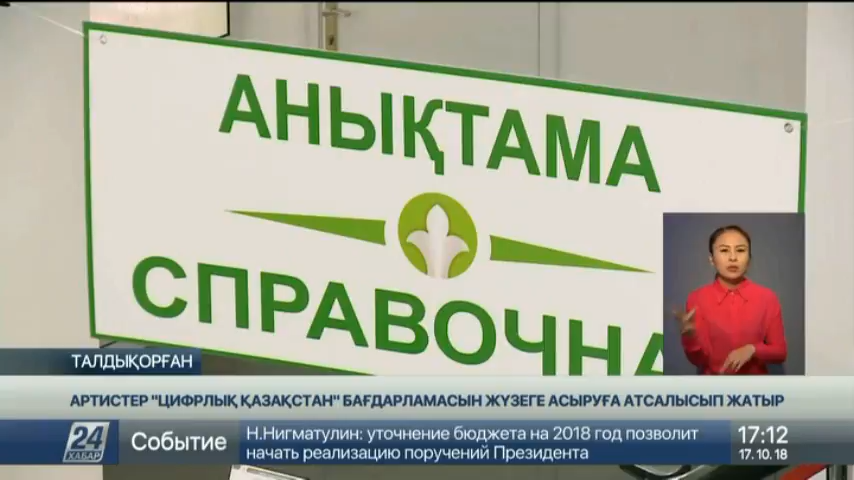 АНЫҚТАМА
СПРАВОЧНА
ТАЛДЫҚОРҒАН
АРТИСТЕР "ЦИФРЛЫҚ ҚАЗАҚСТАН" БАҒДАРЛАМАСЫН ЖҮЗЕГЕ АСЫРУҒА АТСАЛЫСЫП ЖАТЫР
24 ХАБАР
Событие
Н.Нигматулин: уточнение бюджета на 2018 год позволит
начать реализацию поручений Президента
17:12
17.10.18